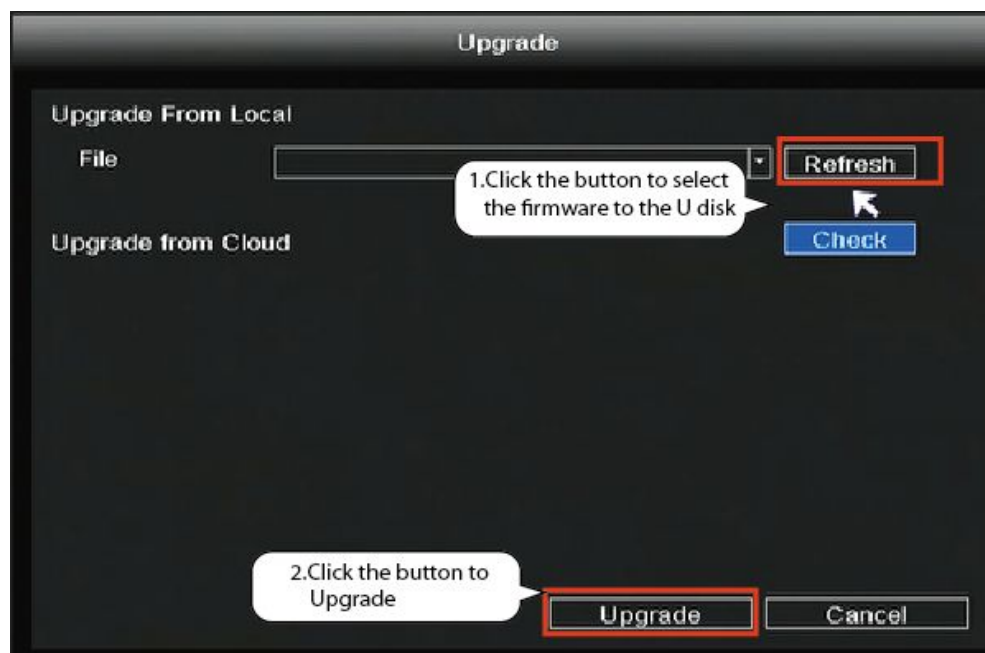 Upgrade
Upgrade From Local
File
Refresh
1.Click the button to select
the firmware to the U disk
Upgrade from Cloud
Check
2.Click the button to
Upgrade
Upgrade
Cancel